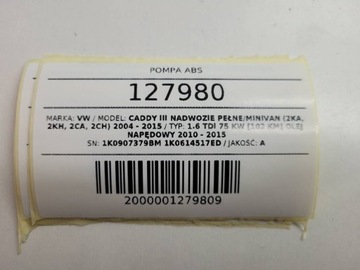 POMPA ABS
127980
MARKA: VW / MODEL: CADDY III NADWOZIE PEŁNE/MINIVAN (2KA,
2KH, 2CA, 2CH) 2004 - 2015 / TYP: 1.6 TDI 75 KW [102 KM] OLEJ
NAPĘDOWY 2010 - 2015
SN: 1K0907379BM 1K0614517ED / JAKOŚĆ: A
2000001279809